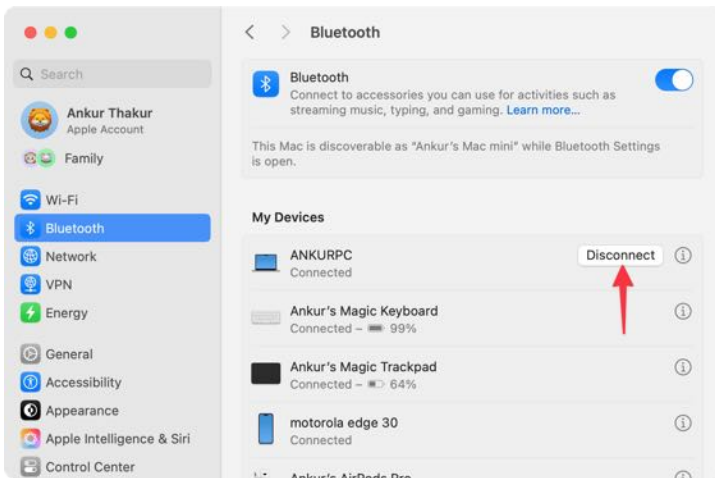 Bluetooth
Search
Ankur Thakur
Apple Account
Family
Wi-Fi
Bluetooth
Network
VPN
Energy
General
Accessibility
Appearance
Apple Intelligence & Siri
Control Center
Bluetooth
Connect to accessories you can use for activities such as
streaming music, typing, and gaming. Learn more...
This Mac is discoverable as "Ankur's Mac mini" while Bluetooth Settings
is open.
My Devices
ANKURPC
Connected
Disconnect
Ankur's Magic Keyboard
Connected – 99%
Ankur's Magic Trackpad
Connected – 64%
motorola edge 30
Connected
Ankur's AirPods Pro